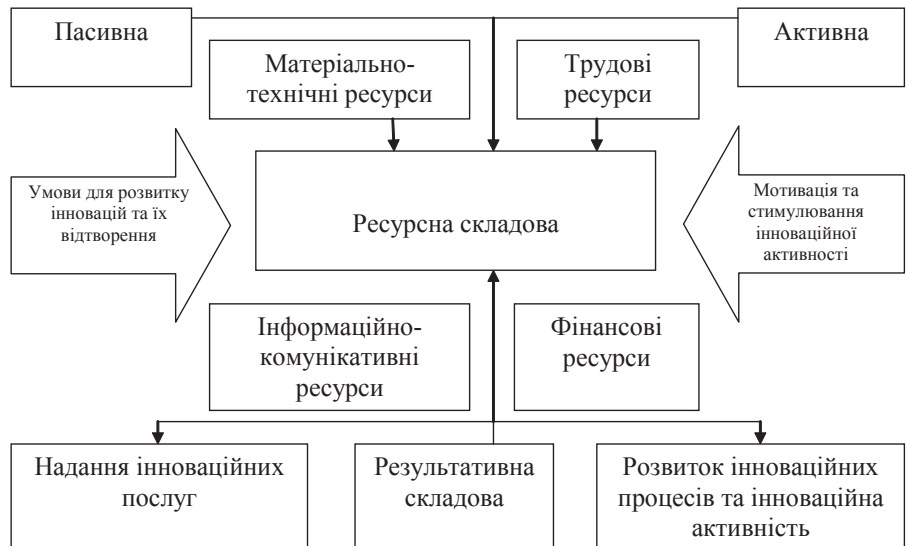 Пасивна
Активна
Матеріально-
технічні ресурси
Трудові
ресурси
Умови для розвитку
інновацій та їх
відтворення
Ресурсна складова
Мотивація та
стимулювання
інноваційної
активності
Інформаційно-
комунікативні
ресурси
Фінансові
ресурси
Надання інноваційних
послуг
Результативна
складова
Розвиток інноваційних
процесів та інноваційна
активність